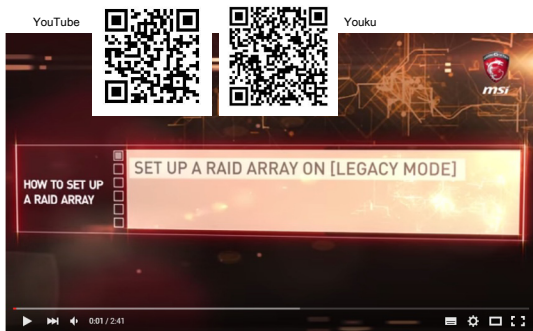 YouTube
Youku
msi
SET UP A RAID ARRAY ON [LEGACY MODE]
HOW TO SET UP
A RAID ARRAY
0:01 / 2:41